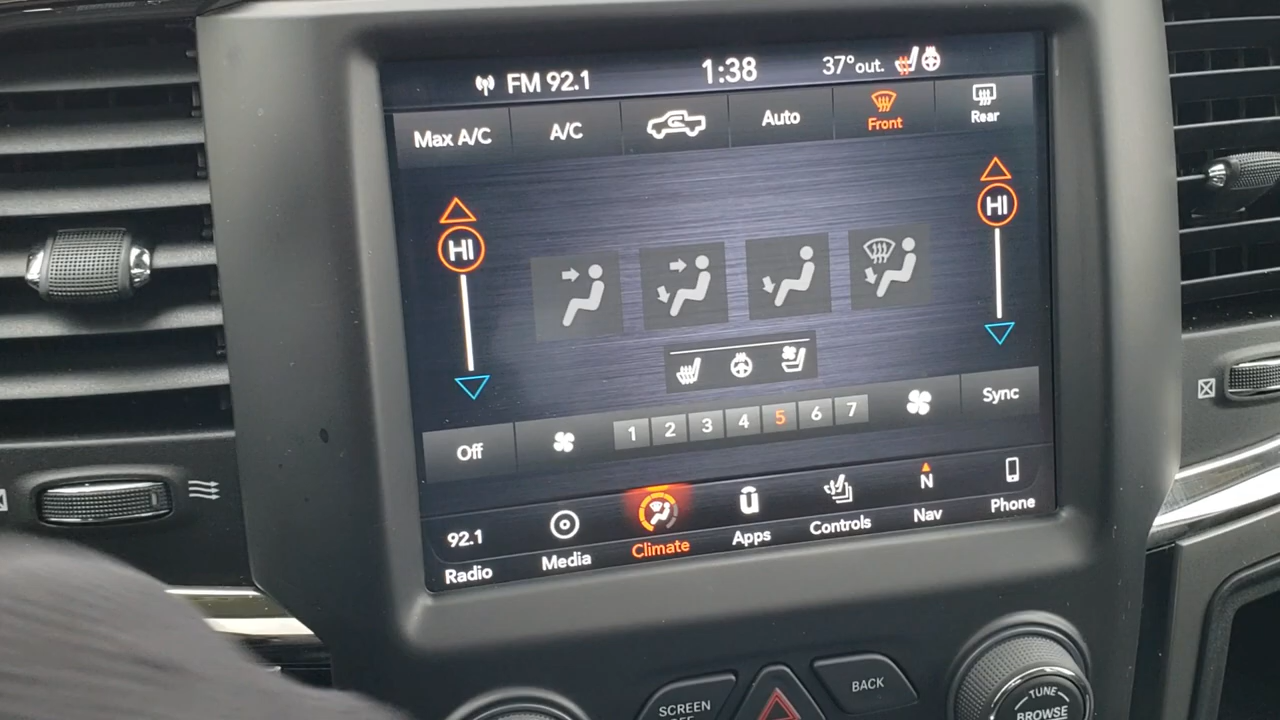 FM 92.1
1:38
37°out.
Max A/C
A/C
Auto
Front
Rear
HI
HI
Off
1 2 3 4 5 6 7
Sync
92.1
Radio
Media
Climate
Apps
Controls
N
Nav
Phone
SCREEN
BACK
TUNE
BROWSE